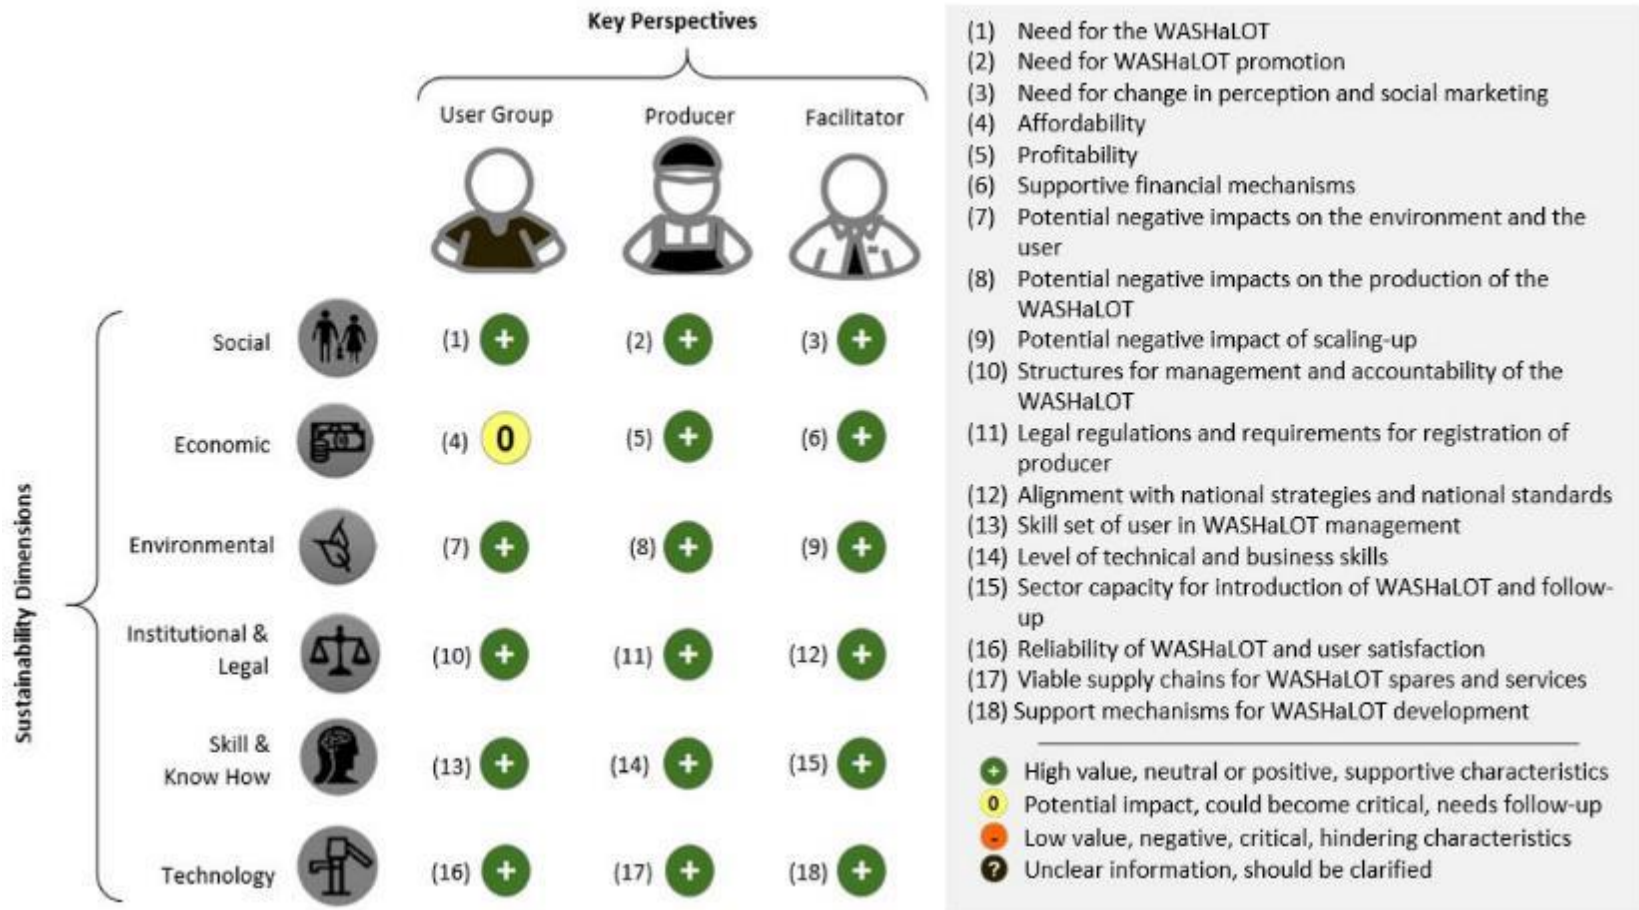 Key Perspectives
User Group Producer Facilitator
Sustainability Dimensions
Social (1) + (2) + (3) +
Economic (4) 0 (5) + (6) +
Environmental (7) + (8) + (9) +
Institutional &
Legal (10) + (11) + (12) +
Skill &
Know How (13) + (14) + (15) +
Technology (16) + (17) + (18) +
(1) Need for the WASHaLOT
(2) Need for WASHaLOT promotion
(3) Need for change in perception and social marketing
(4) Affordability
(5) Profitability
(6) Supportive financial mechanisms
(7) Potential negative impacts on the environment and the
user
(8) Potential negative impacts on the production of the
WASHaLOT
(9) Potential negative impact of scaling-up
(10) Structures for management and accountability of the
WASHaLOT
(11) Legal regulations and requirements for registration of
producer
(12) Alignment with national strategies and national standards
(13) Skill set of user in WASHaLOT management
(14) Level of technical and business skills
(15) Sector capacity for introduction of WASHaLOT and follow-
up
(16) Reliability of WASHaLOT and user satisfaction
(17) Viable supply chains for WASHaLOT spares and services
(18) Support mechanisms for WASHaLOT development
+ High value, neutral or positive, supportive characteristics
0 Potential impact, could become critical, needs follow-up
- Low value, negative, critical, hindering characteristics
? Unclear information, should be clarified